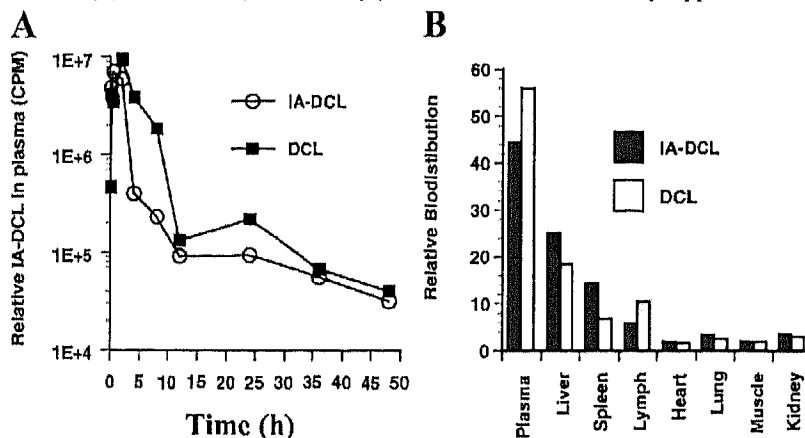 A
Relative IA-DCL in plasma (CPM)
1E+7
1E+6
1E+5
1E+4
0 5 10 15 20 25 30 35 40 45 50
Time (h)
IA-DCL
DCL
B
Relative Biodistibution
60
50
40
30
20
10
0
IA-DCL
DCL
Plasma
Liver
Spleen
Lymph
Heart
Lung
Muscle
Kidney